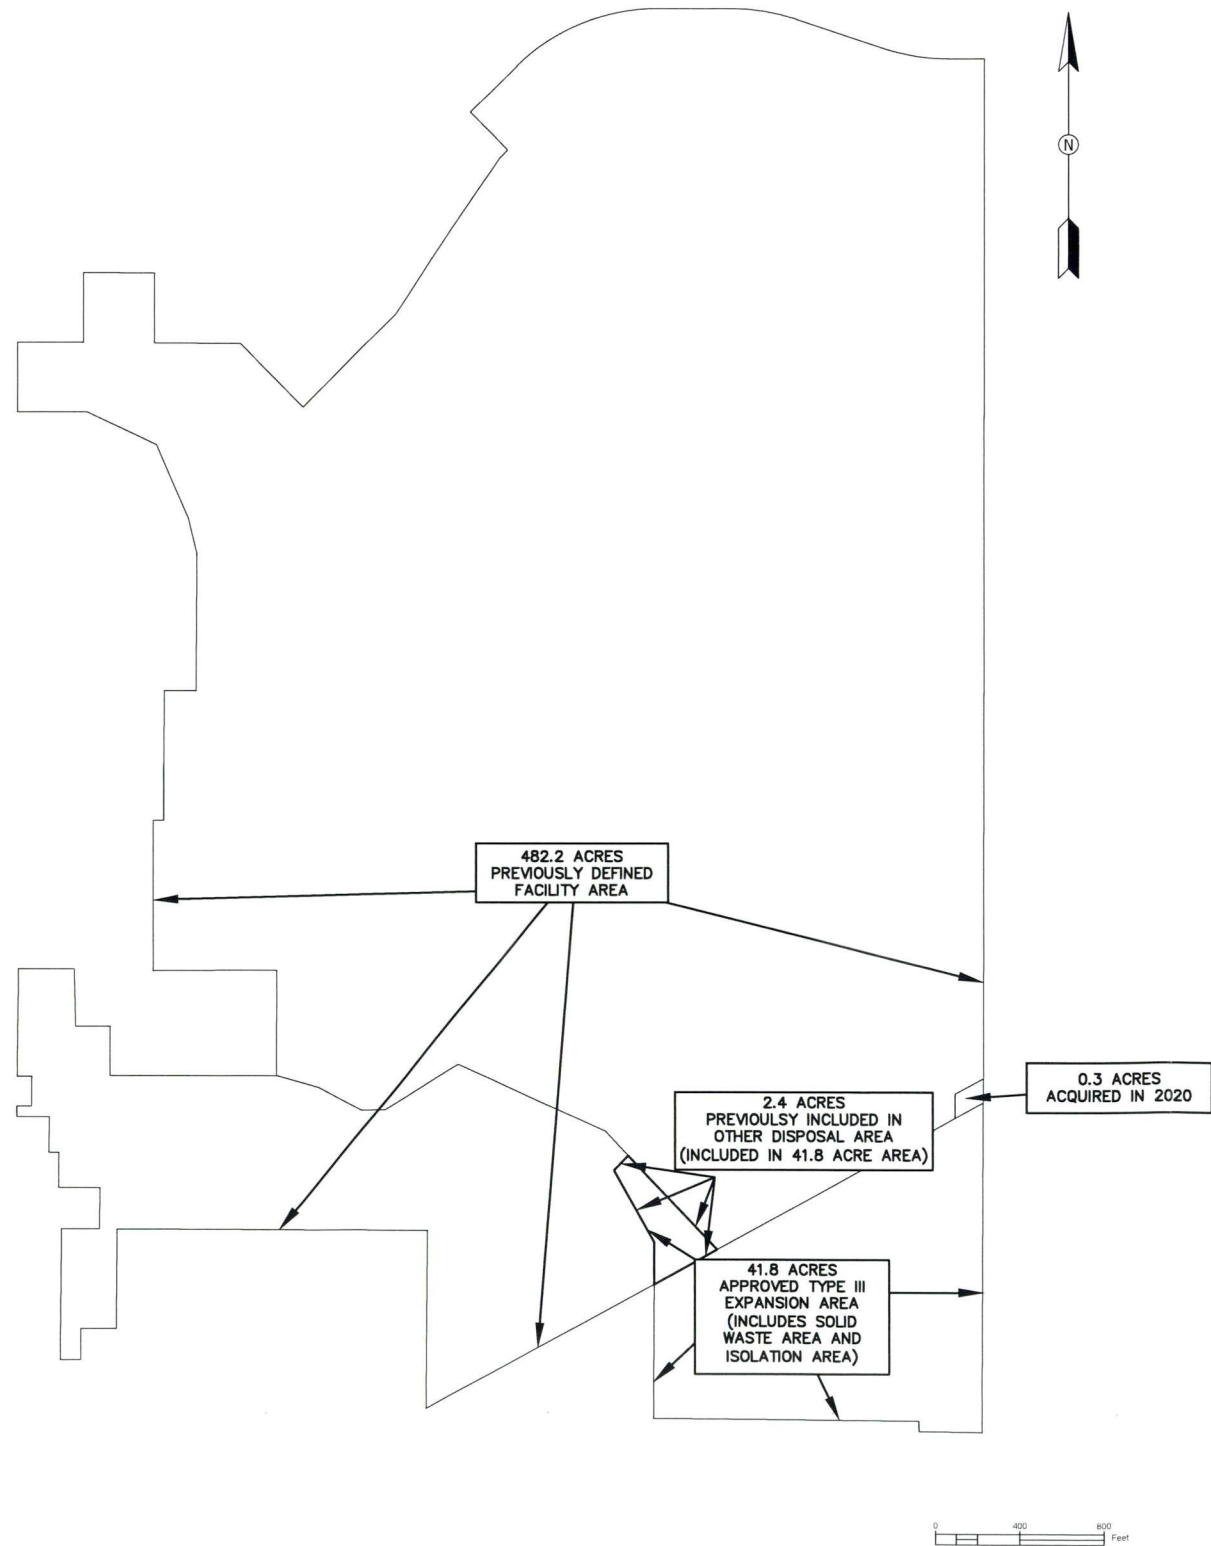 N
482.2 ACRES
PREVIOUSLY DEFINED
FACILITY AREA
0.3 ACRES
ACQUIRED IN 2020
2.4 ACRES
PREVIOULSY INCLUDED IN
OTHER DISPOSAL AREA
(INCLUDED IN 41.8 ACRE AREA)
41.8 ACRES
APPROVED TYPE III
EXPANSION AREA
(INCLUDES SOLID
WASTE AREA AND
ISOLATION AREA)
0 400 800
Feet